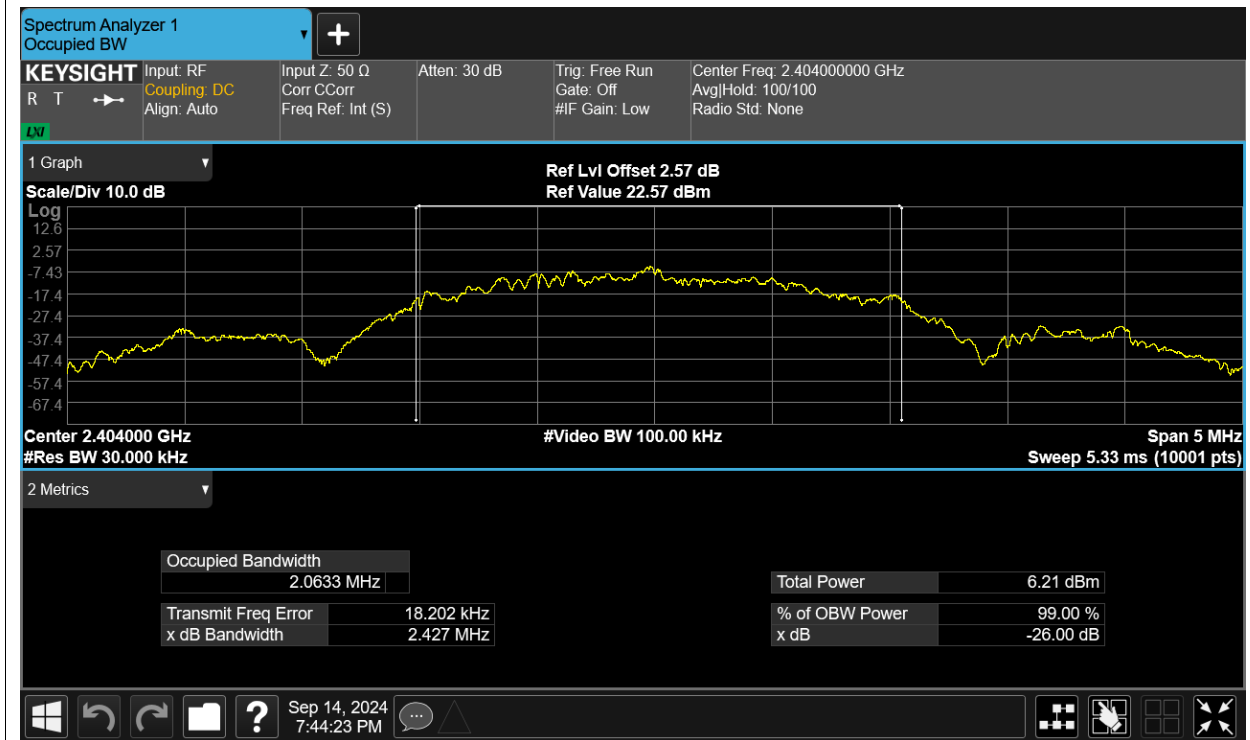 Spectrum Analyzer 1
Occupied BW
KEYSIGHT
R T
LXI
Input: RF
Coupling: DC
Align: Auto
Input Z: 50 Ω
Corr CCorr
Freq Ref: Int (S)
Atten: 30 dB
Trig: Free Run
Gate: Off
#IF Gain: Low
Center Freq: 2.404000000 GHz
Avg|Hold: 100/100
Radio Std: None
1 Graph
Ref Lvl Offset 2.57 dB
Scale/Div 10.0 dB
Ref Value 22.57 dBm
Log
12.6
2.57
-7.43
-17.4
-27.4
-37.4
-47.4
-57.4
-67.4
Center 2.404000 GHz
#Video BW 100.00 kHz
Span 5 MHz
#Res BW 30.000 kHz
Sweep 5.33 ms (10001 pts)
2 Metrics
Occupied Bandwidth
2.0633 MHz
Total Power 6.21 dBm
Transmit Freq Error 18.202 kHz
% of OBW Power 99.00 %
x dB Bandwidth 2.427 MHz
x dB -26.00 dB
?
Sep 14, 2024
7:44:23 PM